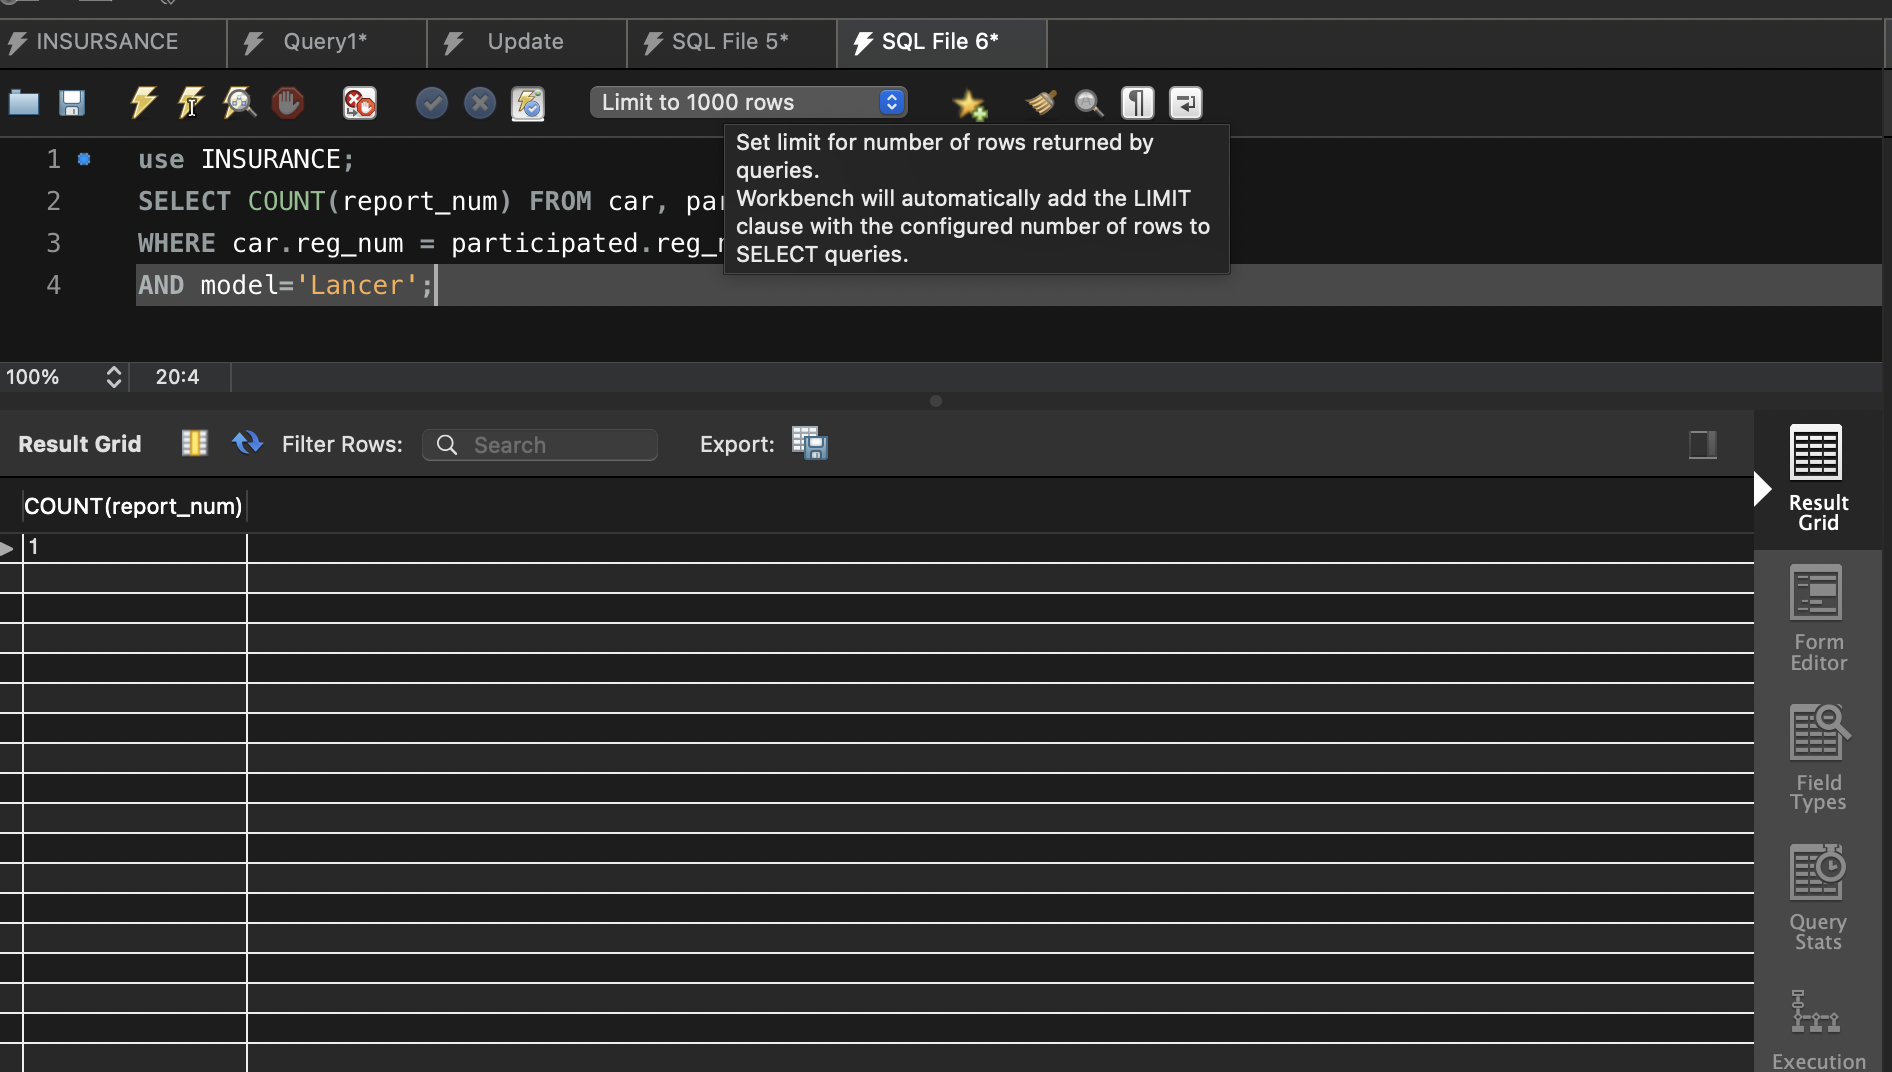 INSURSANCE
Query1*
Update
SQL File 5*
SQL File 6*
Limit to 1000 rows
Set limit for number of rows returned by
queries.
Workbench will automatically add the LIMIT
clause with the configured number of rows to
SELECT queries.
1 use INSURANCE;
2 SELECT COUNT(report_num) FROM car,
3 WHERE car.reg_num = participated.
4 AND model='Lancer';
100%
20:4
Result Grid
Filter Rows:
Search
Export:
COUNT(report_num)
1
Result
Grid
Form
Editor
Field
Types
Query
Stats
Execution